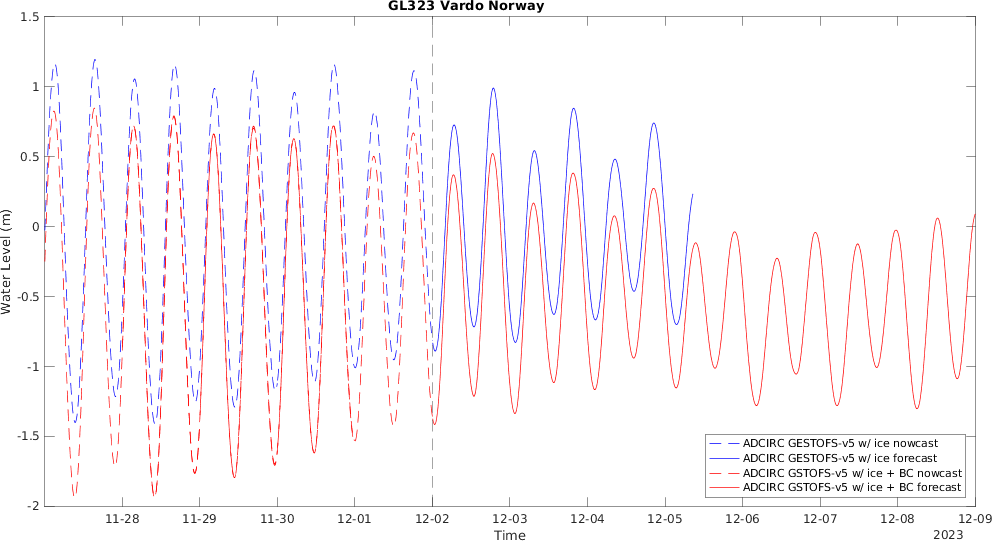 GL323 Vardo Norway
1.5
1
0.5
0
-0.5
-1
-1.5
-2
Water Level (m)
ADCIRC GESTOFS-v5 w/ ice nowcast
ADCIRC GESTOFS-v5 w/ ice forecast
ADCIRC GSTOFS-v5 w/ ice + BC nowcast
ADCIRC GSTOFS-v5 w/ ice + BC forecast
11-28 11-29 11-30 12-01 12-02 12-03 12-04 12-05 12-06 12-07 12-08 12-09
Time
2023